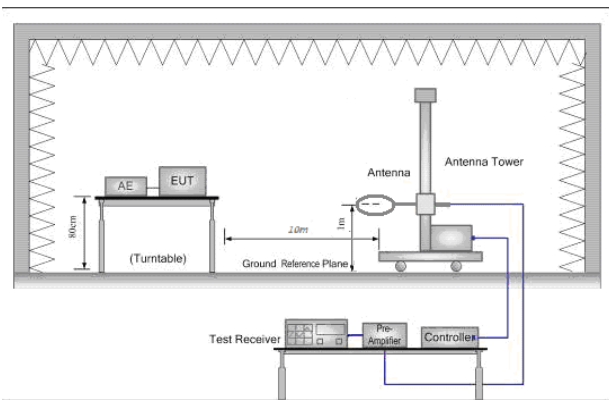 Antenna Tower
Antenna
AE
EUT
80cm
(Turntable)
10m
1m
Ground Reference Plane
Test Receiver
Pre-
Amplifier
Controller